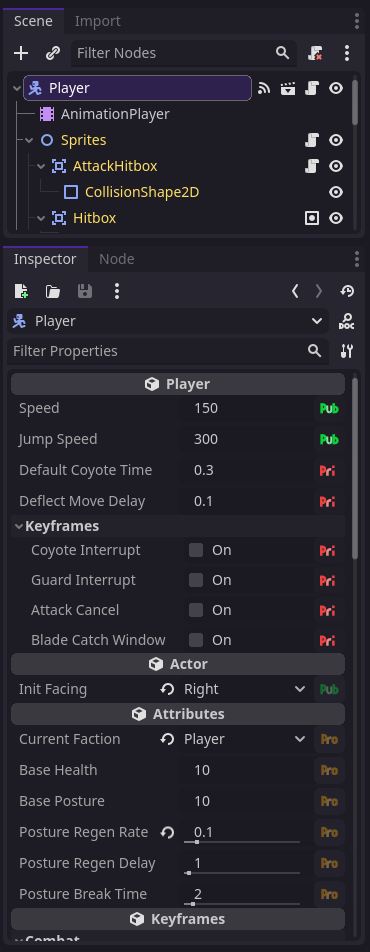 Scene Import
Filter Nodes
Player
AnimationPlayer
Sprites
AttackHitbox
CollisionShape2D
Hitbox
Inspector Node
Player DOC
Filter Properties
Player
Speed 150 Pub
Jump Speed 300 Pub
Default Coyote Time 0.3 Pri
Deflect Move Delay 0.1 Pri
Keyframes
Coyote Interrupt On Pri
Guard Interrupt On Pri
Attack Cancel On Pri
Blade Catch Window On Pri
Actor
Init Facing Right Pub
Attributes
Current Faction Player Pro
Base Health 10 Pro
Base Posture 10 Pro
Posture Regen Rate 0.1 Pro
Posture Regen Delay 1 Pro
Posture Break Time 2 Pro
Keyframes
Combat